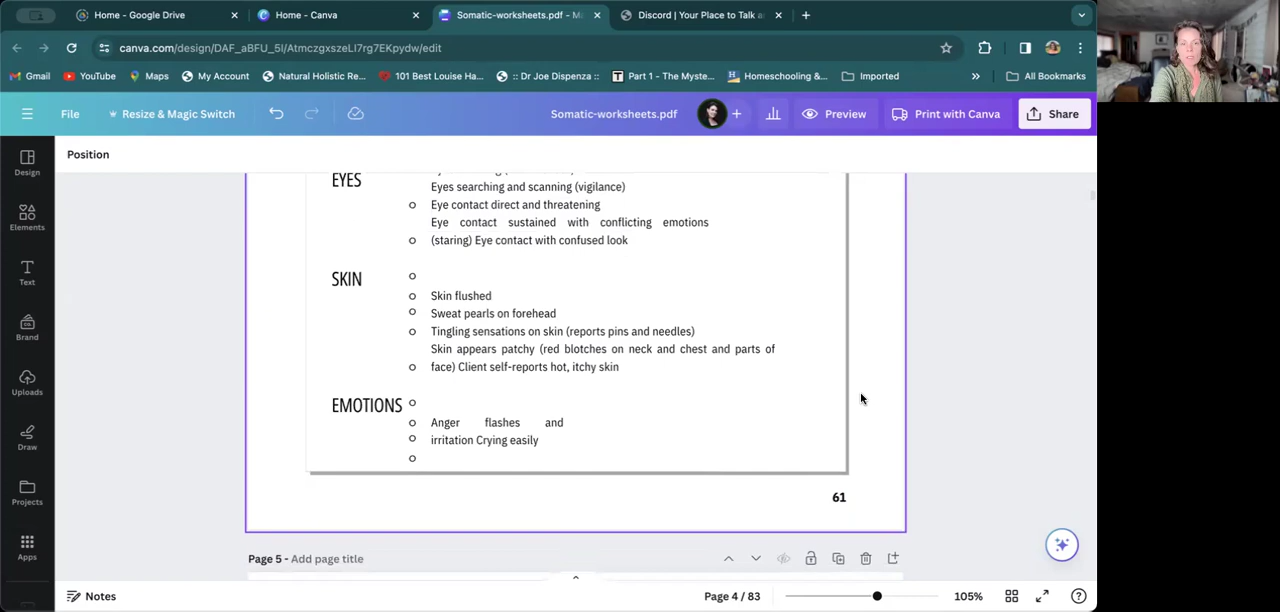 Home - Google Drive
Home - Canva
Somatic-worksheets.pdf - M
Discord | Your Place to Talk a
canva.com/design/DAF_aBFU_5I/AtmczgxszeLI7rg7EKpydw/edit
Gmail
YouTube
Maps
My Account
Natural Holistic Re...
101 Best Louise Ha...
:: Dr Joe Dispenza ::
Part 1 - The Myste...
Homeschooling &...
Imported
All Bookmarks
File
Resize & Magic Switch
Somatic-worksheets.pdf
Preview
Print with Canva
Share
Position
Design
Elements
Text
Brand
Uploads
Draw
Projects
Apps
EYES
Eyes searching and scanning (vigilance)
Eye contact direct and threatening
Eye contact sustained with conflicting emotions
(staring) Eye contact with confused look
SKIN
Skin flushed
Sweat pearls on forehead
Tingling sensations on skin (reports pins and needles)
Skin appears patchy (red blotches on neck and chest and parts of
face) Client self-reports hot, itchy skin
EMOTIONS
Anger flashes and
irritation Crying easily
61
Page 5 - Add page title
Notes
Page 4 / 83
105%